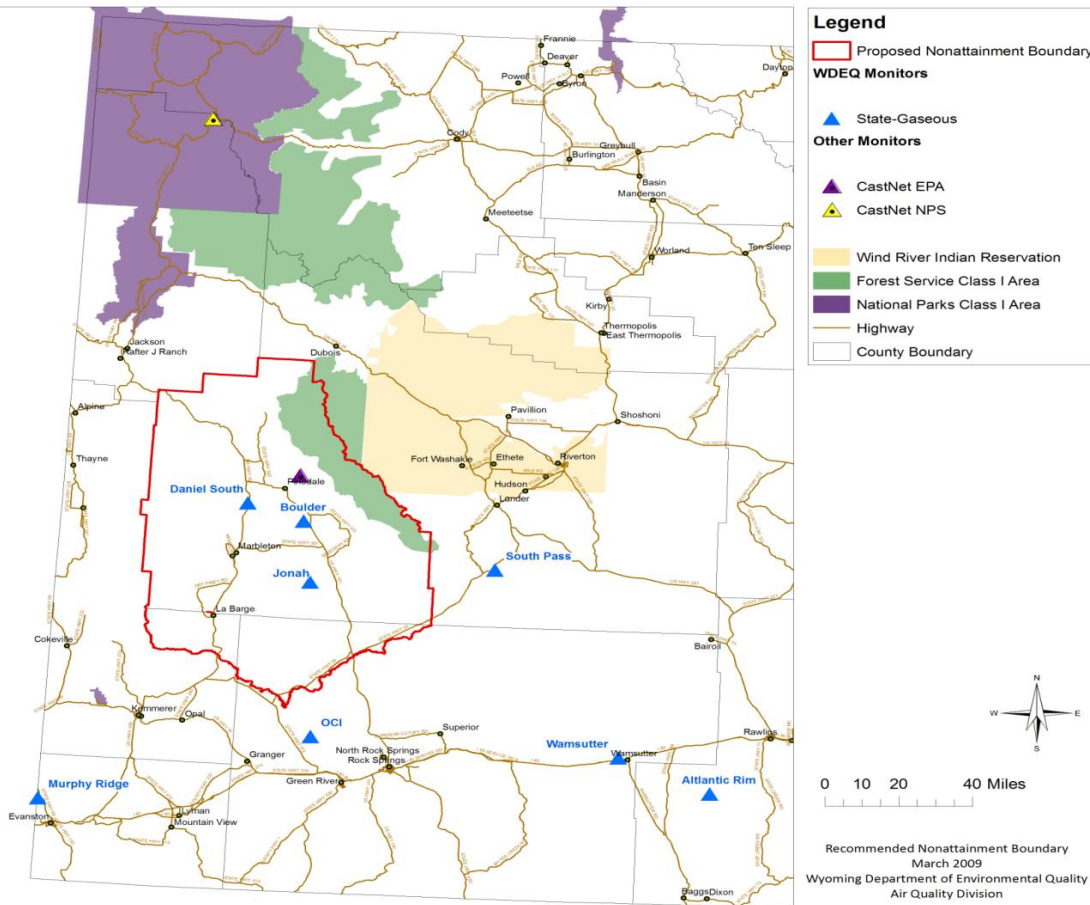 Legend
Proposed Nonattainment Boundary
WDEQ Monitors
State-Gaseous
Other Monitors
CastNet EPA
CastNet NPS
Wind River Indian Reservation
Forest Service Class I Area
National Parks Class I Area
Highway
County Boundary
Frannie
Deaver
Powell
Byron
Dayton
Cody
Greybull
Burlington
Basin
Manderson
Meeteetse
Worland
Ten Sleep
Kirby
Thermopolis
East Thermopolis
Jackson
Rafter J Ranch
Dubois
Alpine
Pavillion
Shoshoni
Thayne
Fort Washakie
Ethete
Riverton
Hudson
Lander
Pinedale
Daniel South
Boulder
Marbleton
Jonah
South Pass
La Barge
Cokeville
Bairoil
Kemmerer
Opal
OCI
Superior
North Rock Springs
Rock Springs
Granger
Green River
Wamsutter
Wamsutter
Rawlins
Altlantic Rim
Murphy Ridge
Evanston
Lyman
Mountain View
Baggs
Dixon
N
W
E
S
0 10 20 40 Miles
Recommended Nonattainment Boundary
March 2009
Wyoming Department of Environmental Quality
Air Quality Division